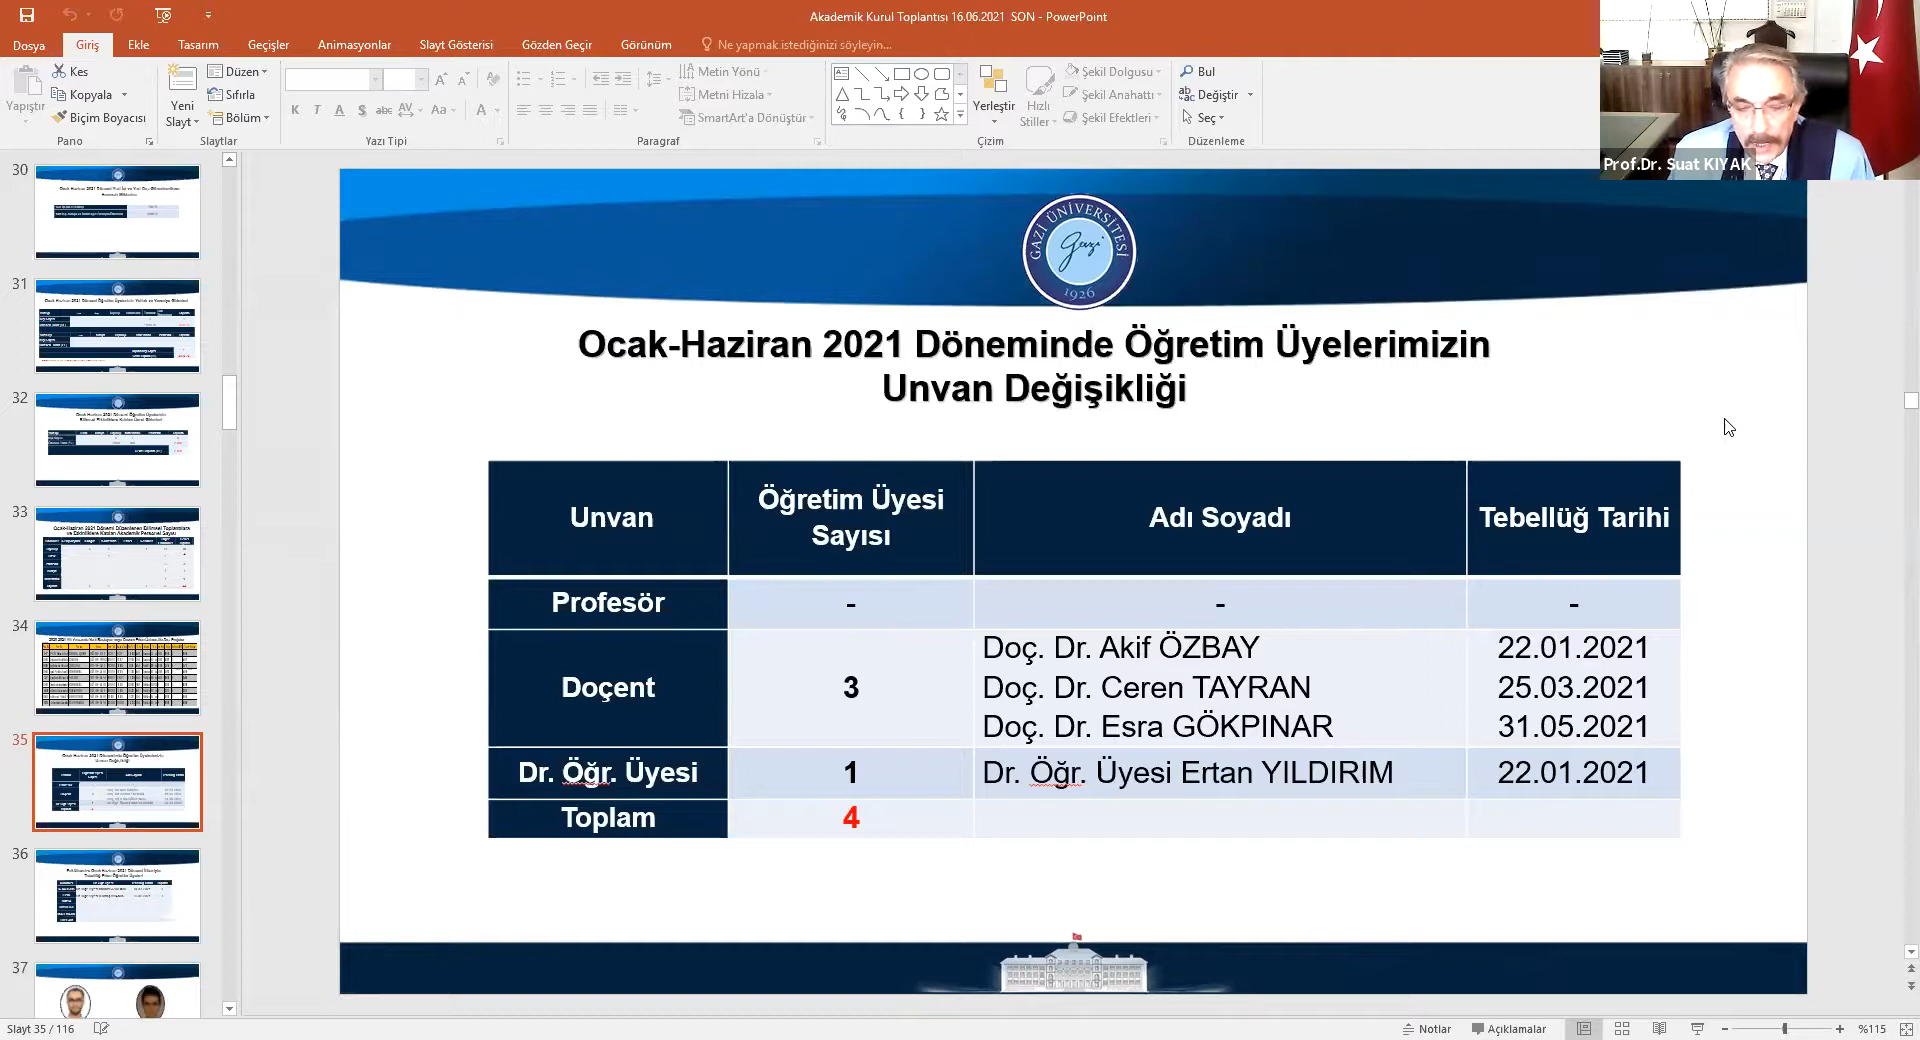 Akademik Kurul Toplantısı 16.06.2021  SON - PowerPoint
Dosya
Giriş
Ekle
Tasarım
Geçişler
Animasyonlar
Slayt Gösterisi
Gözden Geçir
Görünüm
Ne yapmak istediğinizi söyleyin...
Yapıştır
Kes
Kopyala
Biçim Boyacısı
Pano
Yeni
Slayt
Düzen
Sıfırla
Bölüm
Slaytlar
K T A S abc AV Aa A
Yazı Tipi
Metin Yönü
Metni Hizala
SmartArt'a Dönüştür
Paragraf
Yerleştir
Hızlı
Stiller
Şekil Dolgusu
Şekil Anahattı
Şekil Efektleri
Çizim
Bul
Değiştir
Seç
Düzenleme
Prof.Dr. Suat KIYAK
30
31
32
33
34
35
36
37
GAZİ ÜNİVERSİTESİ
gazi
1926
Ocak-Haziran 2021 Döneminde Öğretim Üyelerimizin
Unvan Değişikliği
Unvan
Öğretim Üyesi
Sayısı
Adı Soyadı
Tebellüğ Tarihi
Profesör - - -
Doçent
3
Doç. Dr. Akif ÖZBAY 22.01.2021
Doç. Dr. Ceren TAYRAN 25.03.2021
Doç. Dr. Esra GÖKPINAR 31.05.2021
Dr. Öğr. Üyesi 1 Dr. Öğr. Üyesi Ertan YILDIRIM 22.01.2021
Toplam 4
Slayt 35 / 116
Notlar
Açıklamalar
%115